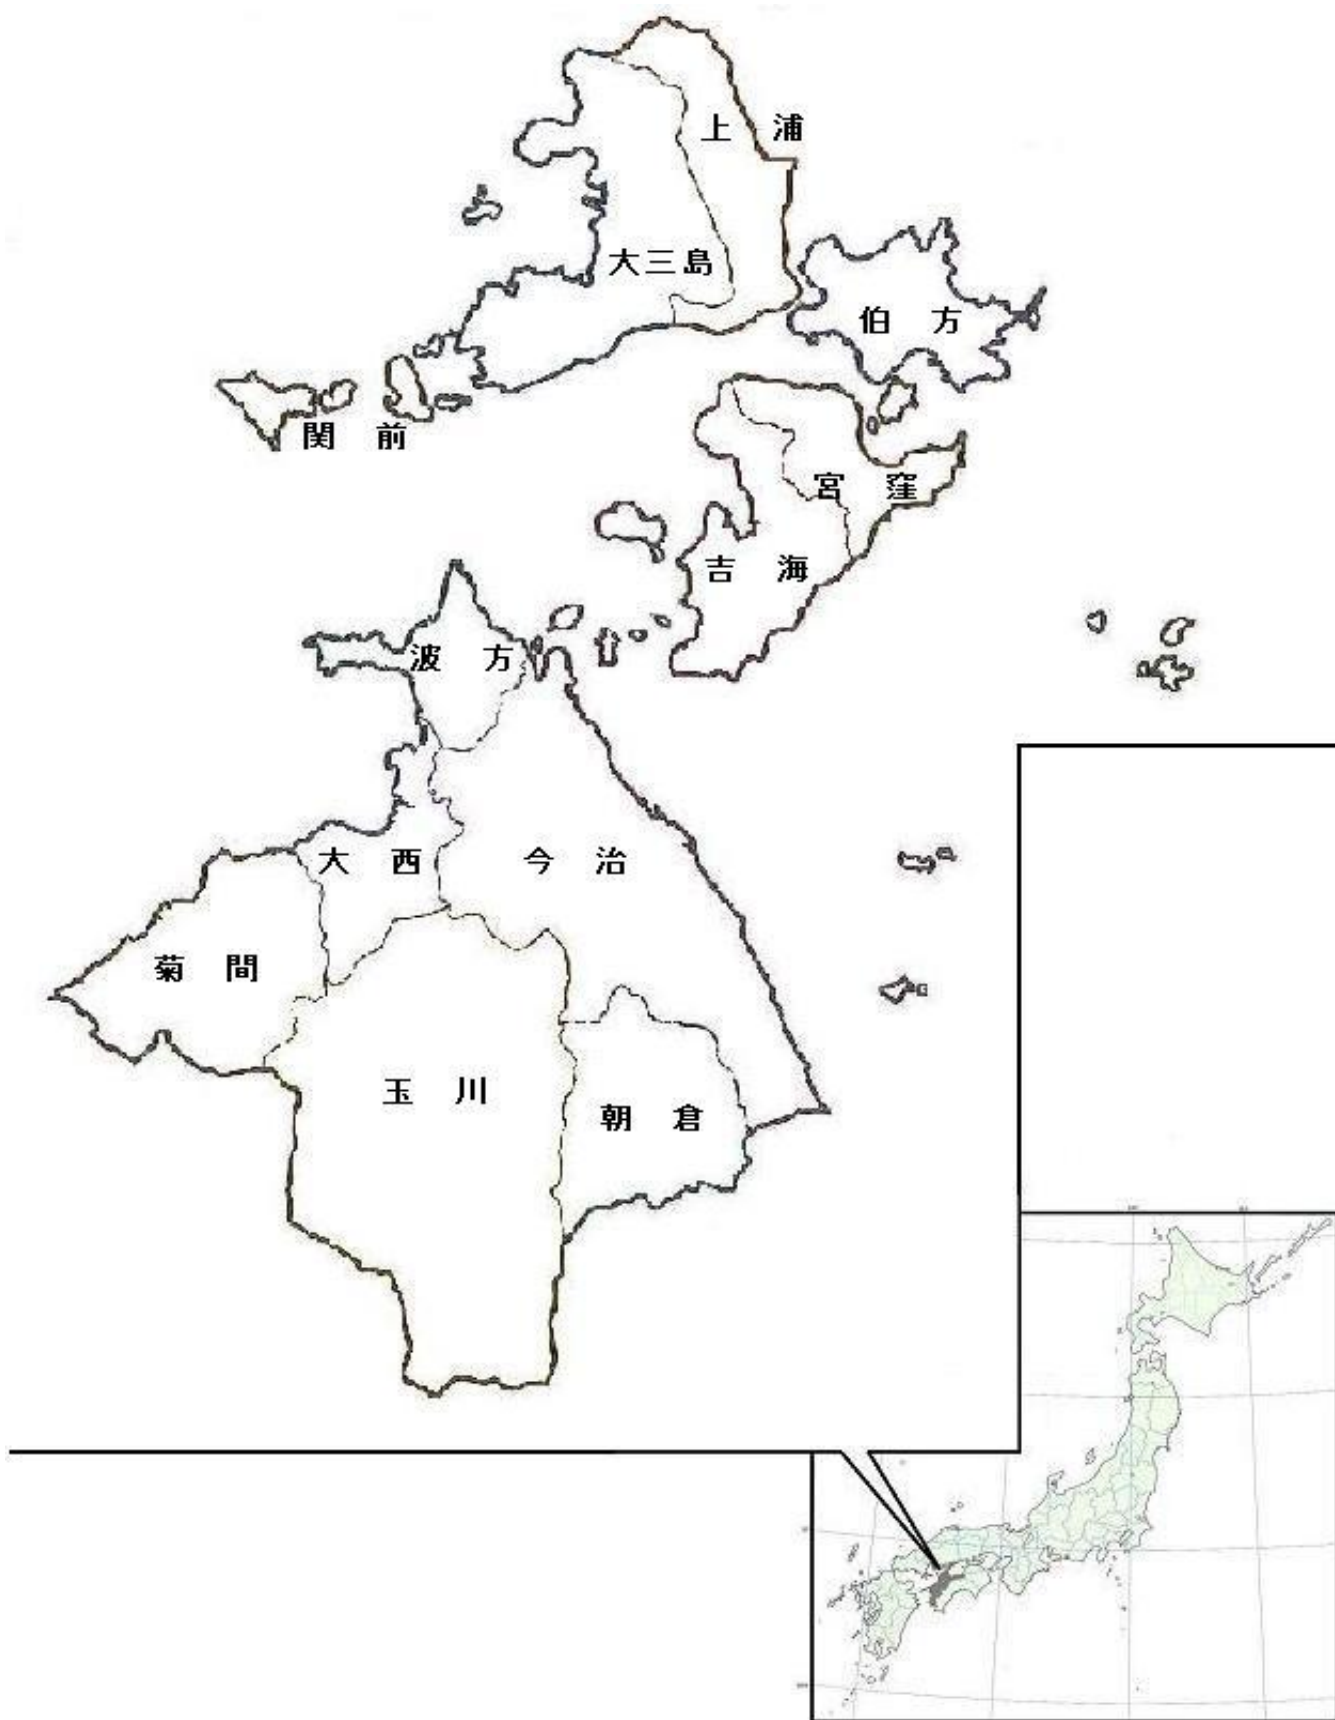 上浦
大三島
伯方
関前
宮窪
吉海
波方
大西
今治
菊間
玉川
朝倉